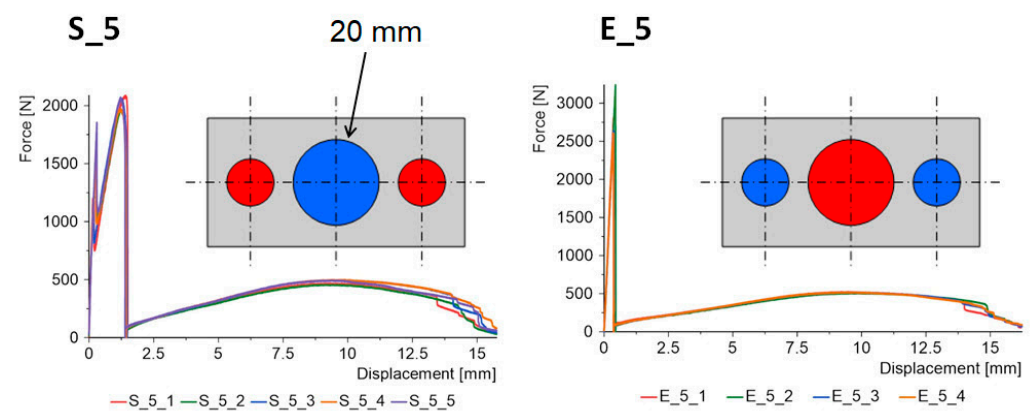 S_5
20 mm
E_5
Force [N]
2000
1500
1000
500
0
0
2.5
5
7.5
10
12.5
15
Displacement [mm]
S_5_1
S_5_2
S_5_3
S_5_4
S_5_5
Force [N]
3000
2500
2000
1500
1000
500
0
0
2.5
5
7.5
10
12.5
15
Displacement [mm]
E_5_1
E_5_2
E_5_3
E_5_4